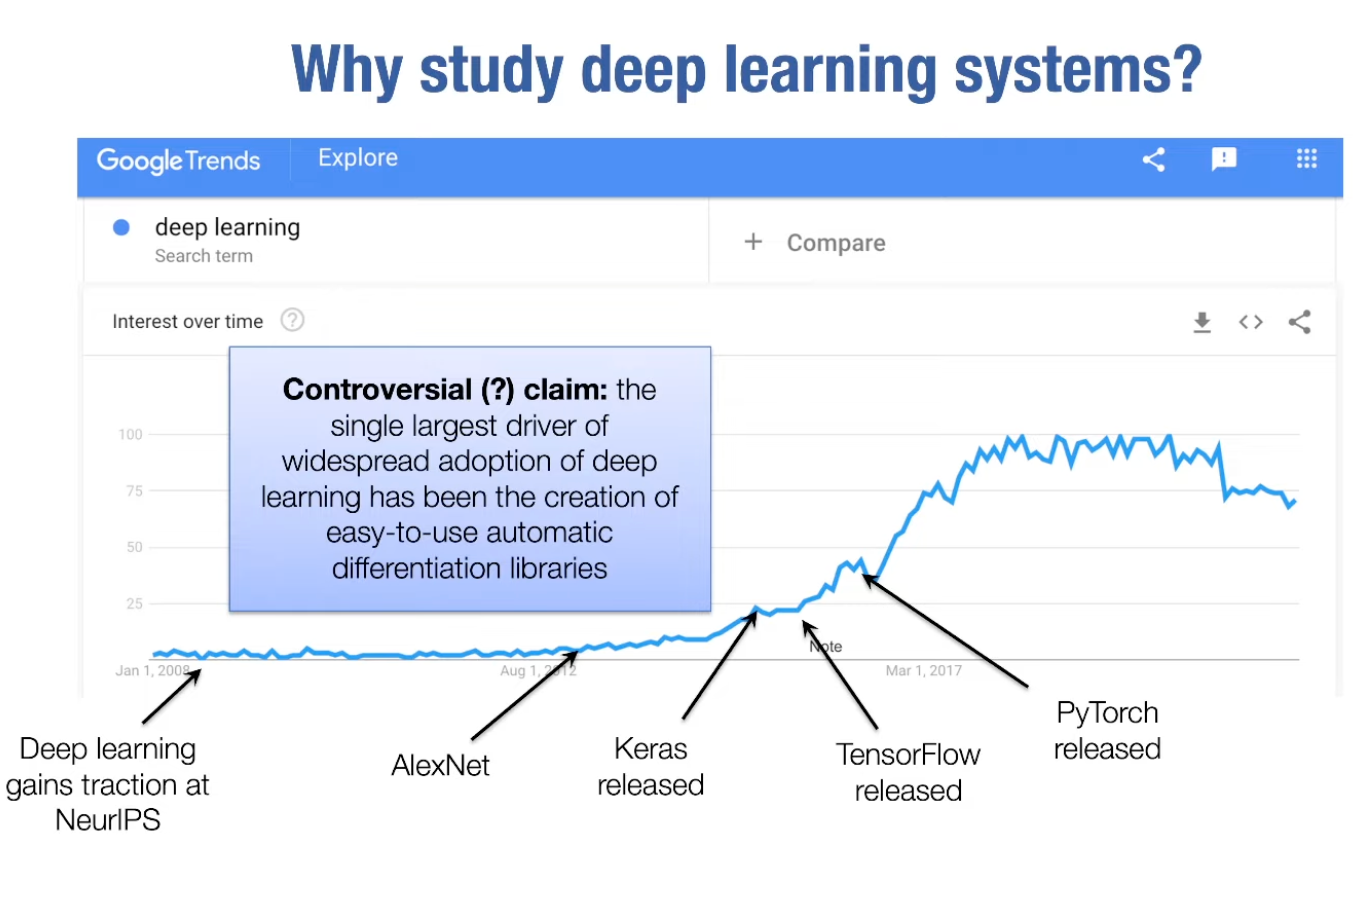 Why study deep learning systems?
Google Trends
Explore
deep learning
Search term
+ Compare
Interest over time ?
Controversial (?) claim: the
single largest driver of
widespread adoption of deep
learning has been the creation of
easy-to-use automatic
differentiation libraries
100
75
50
25
Note
Jan 1, 2008
Aug 1, 2012
Mar 1, 2017
Deep learning
gains traction at
NeurIPS
AlexNet
Keras
released
TensorFlow
released
PyTorch
released